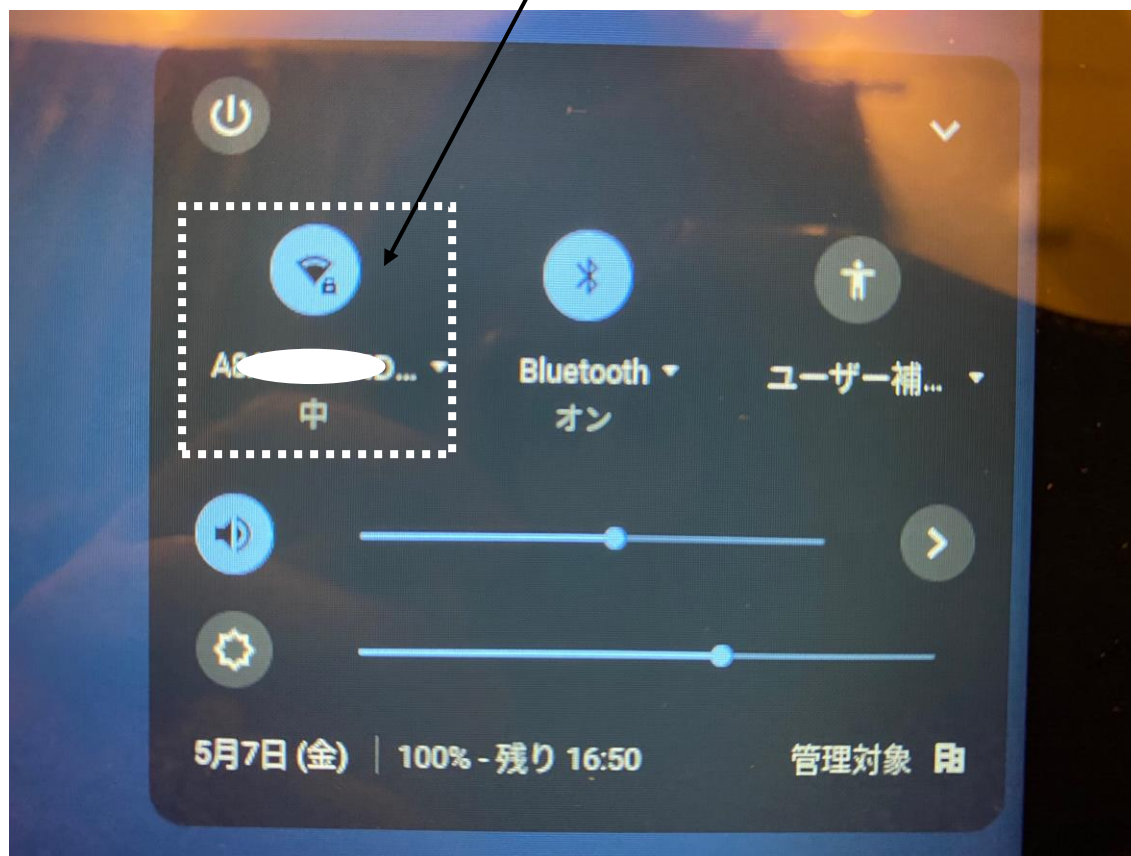 Bluetooth
ユーザー補...
中
オン
5月7日 (金)
100% - 残り 16:50
管理対象